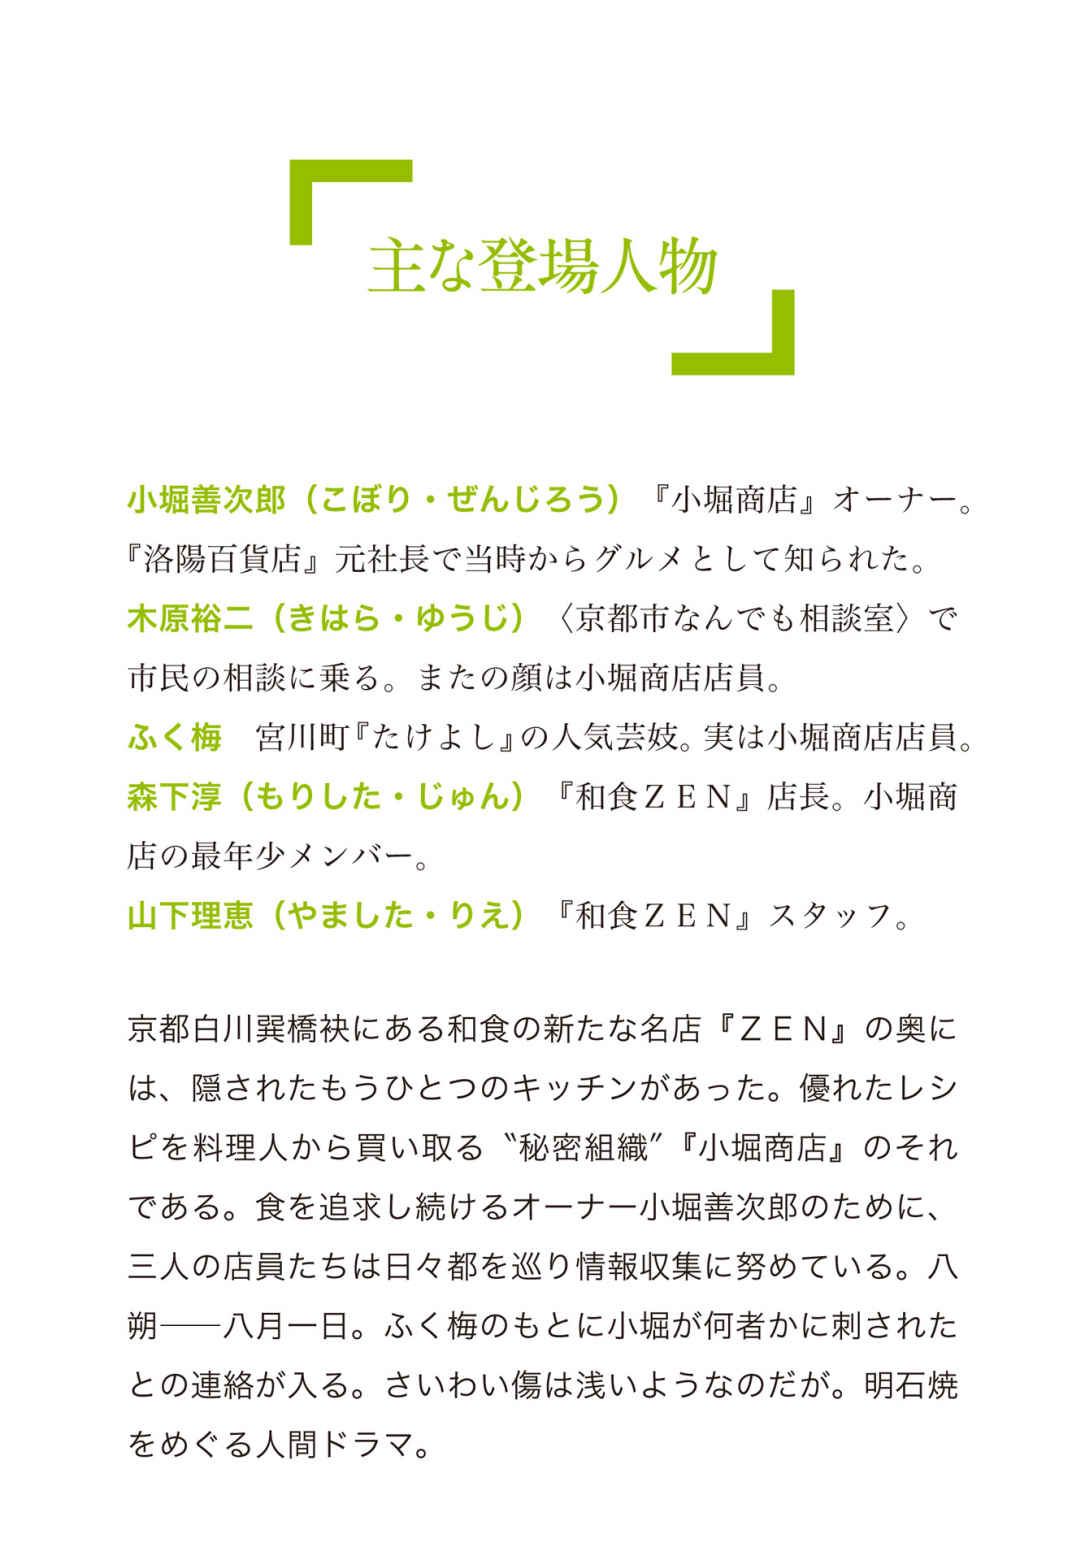 主な登場人物
小堀善次郎（こぼり・ぜんじろう）『小堀商店』オーナー。
『洛陽百貨店』元社長で当時からグルメとして知られた。
木原裕二（きはら・ゆうじ）〈京都市なんでも相談室〉で
市民の相談に乗る。またの顔は小堀商店店員。
ふく梅　宮川町『たけよし』の人気芸妓。実は小堀商店店員。
森下淳（もりした・じゅん）『和食ＺＥＮ』店長。小堀商
店の最年少メンバー。
山下理恵（やました・りえ）『和食ＺＥＮ』スタッフ。
京都白川巽橋袂にある和食の新たな名店『ＺＥＮ』の奥に
は、隠されたもうひとつのキッチンがあった。優れたレシ
ピを料理人から買い取る〝秘密組織〟『小堀商店』のそれ
である。食を追求し続けるオーナー小堀善次郎のために、
三人の店員たちは日々都を巡り情報収集に努めている。八
朔――八月一日。ふく梅のもとに小堀が何者かに刺された
との連絡が入る。さいわい傷は浅いようなのだが。明石焼
をめぐる人間ドラマ。